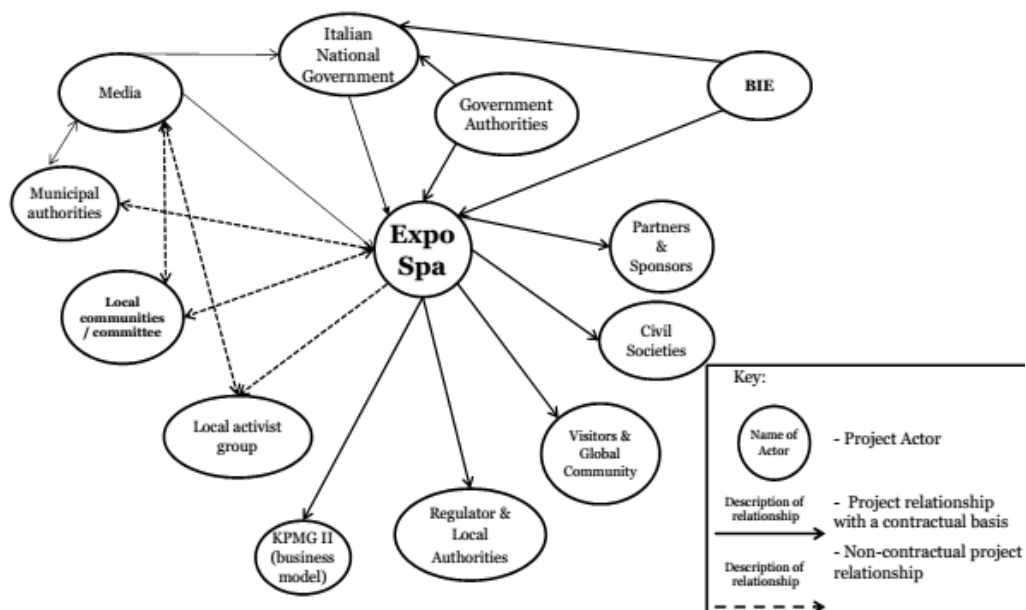 Italian
National
Government
Media
BIE
Government
Authorities
Municipal
authorities
Expo
Spa
Partners
&
Sponsors
Local
communities
/ committee
Civil
Societies
Local activist
group
Visitors &
Global
Community
KPMG II
(business
model)
Regulator &
Local
Authorities
Key:
Name of
Actor
- Project Actor
Description of
relationship
- Project relationship
with a contractual basis
Description of
relationship
- Non-contractual project
relationship